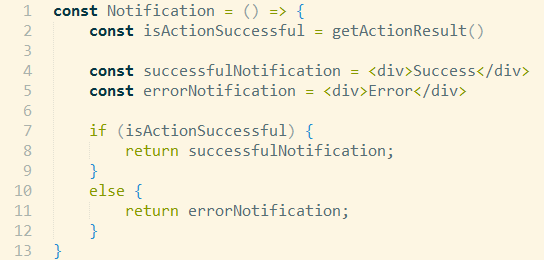 1 const Notification = () => {
2     const isActionSuccessful = getActionResult()
3
4     const successfulNotification = <div>Success</div>
5     const errorNotification = <div>Error</div>
6
7     if (isActionSuccessful) {
8         return successfulNotification;
9     }
10     else {
11         return errorNotification;
12     }
13 }